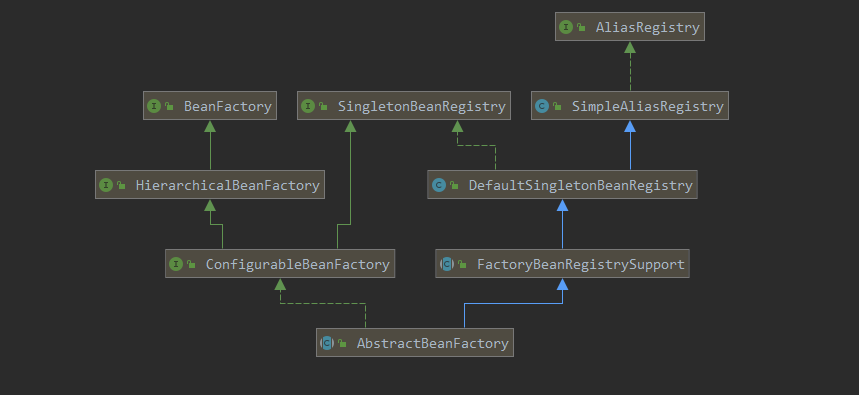 I AliasRegistry
I BeanFactory
I SingletonBeanRegistry
C SimpleAliasRegistry
I HierarchicalBeanFactory
C DefaultSingletonBeanRegistry
I ConfigurableBeanFactory
C FactoryBeanRegistrySupport
C AbstractBeanFactory